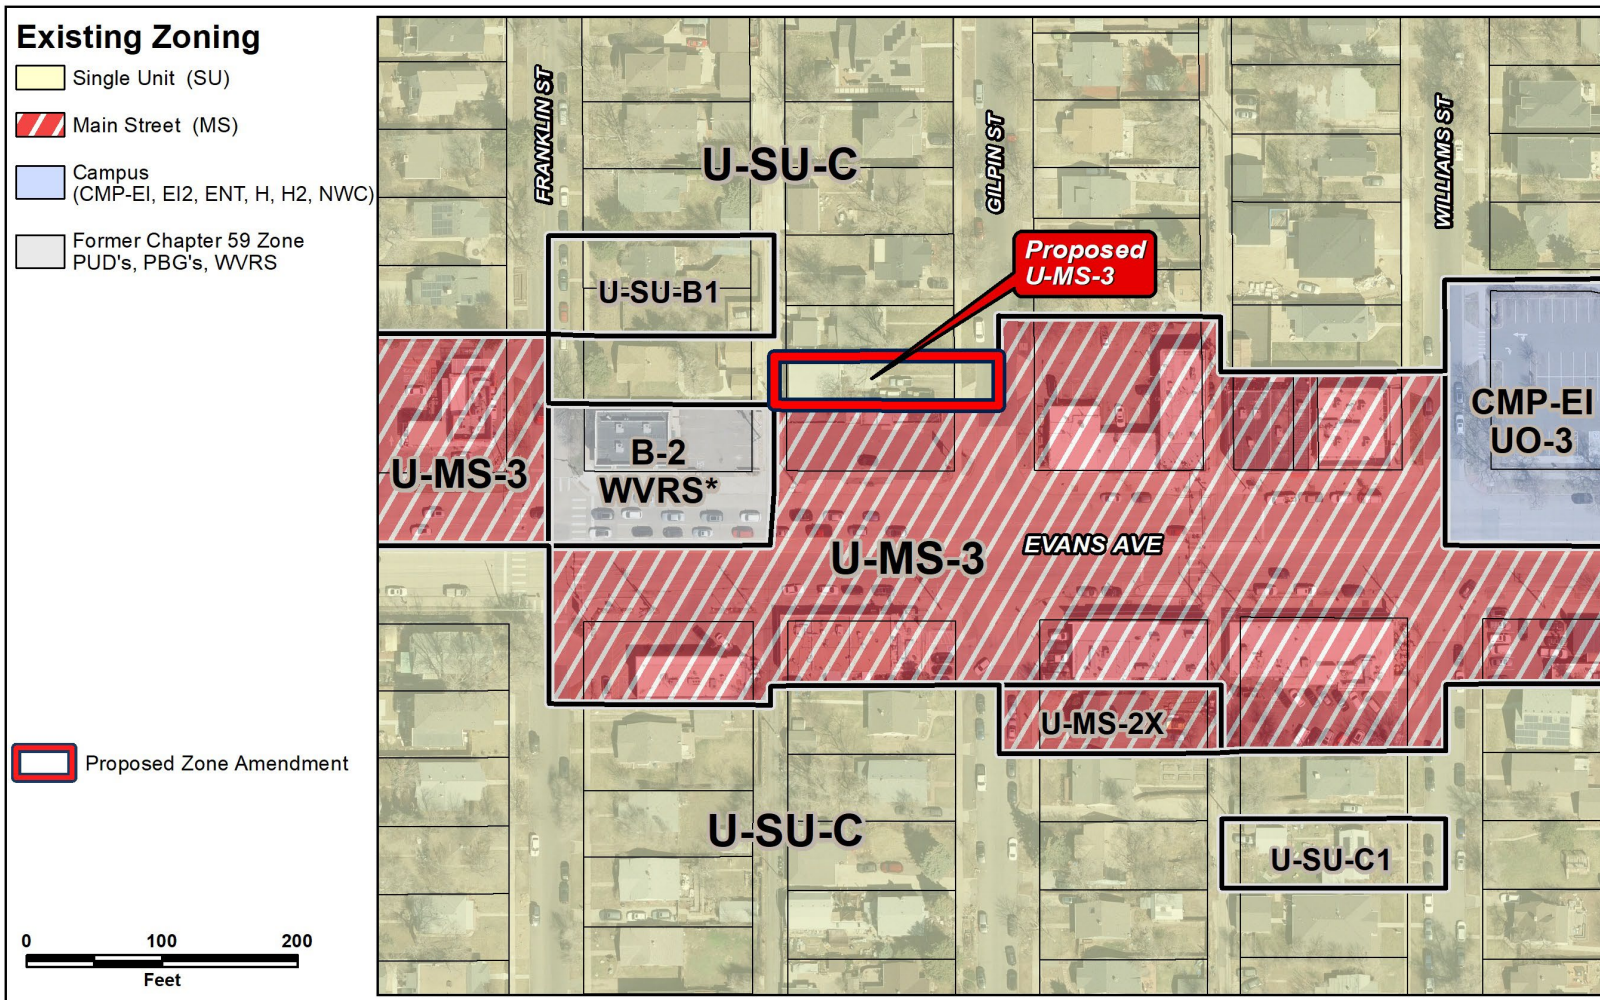 Existing Zoning
Single Unit (SU)
Main Street (MS)
Campus
(CMP-EI, EI2, ENT, H, H2, NWC)
Former Chapter 59 Zone
PUD's, PBG's, WVRS
Proposed Zone Amendment
0 100 200
Feet
FRANKLIN ST
GILPIN ST
WILLIAMS ST
U-SU-C
U-SU-B1
Proposed
U-MS-3
CMP-EI
UO-3
U-MS-3
B-2
WVRS*
U-MS-3
EVANS AVE
U-MS-2X
U-SU-C
U-SU-C1